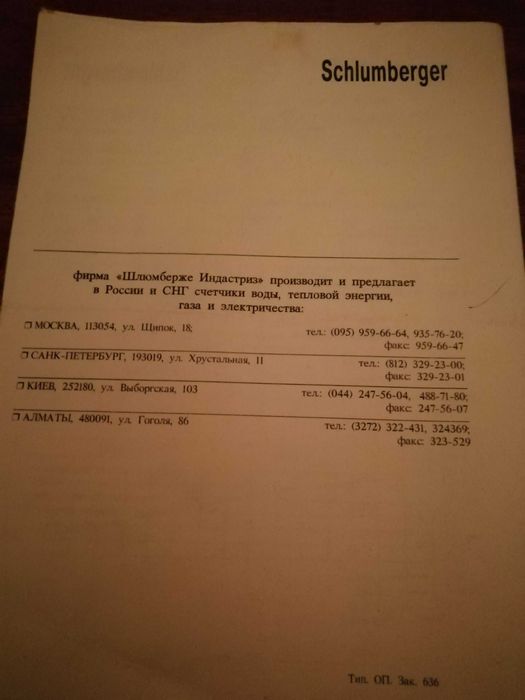 Schlumberger
фирма «Шлюмберже Индастриз» производит и предлагает
в России и СНГ счетчики воды, тепловой энергии,
газа и электричества:
❒ МОСКВА, 113054, ул. Щипок, 18; тел.: (095) 959-66-64, 935-76-20;
факс: 959-66-47
❒ САНК-ПЕТЕРБУРГ, 193019, ул. Хрустальная, 11 тел.: (812) 329-23-00;
факс: 329-23-01
❒ КИЕВ, 252180, ул. Выборгская, 103 тел.: (044) 247-56-04, 488-71-80;
факс: 247-56-07
❒ АЛМАТЫ, 480091, ул. Гоголя, 86 тел.: (3272) 322-431, 324369;
факс: 323-529
Тип. ОП. Зак. 636